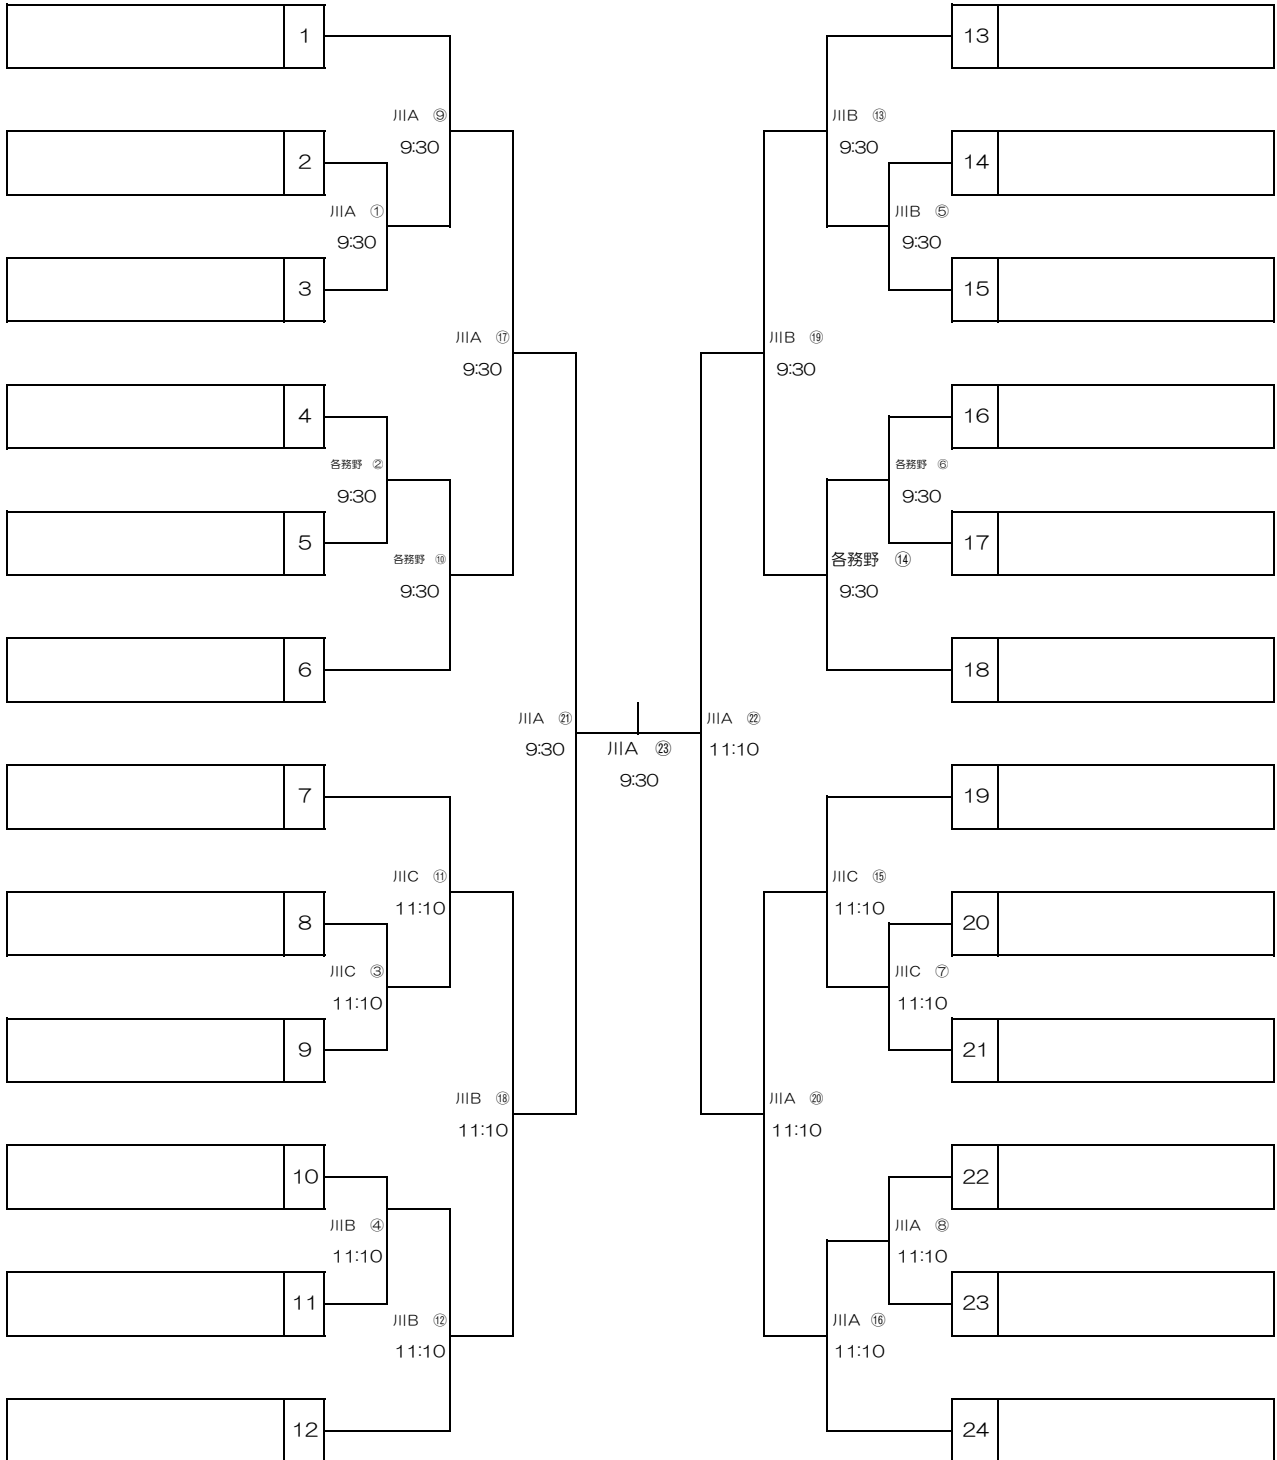 1
13
川A ⑨
川B ⑬
9:30
9:30
2
14
川A ①
川B ⑤
9:30
9:30
3
15
川A ⑰
川B ⑲
9:30
9:30
4
16
各務野 ②
各務野 ⑥
9:30
9:30
5
17
各務野 ⑩
各務野 ⑭
9:30
9:30
6
18
川A ㉑
川A ㉒
9:30
川A ㉓
11:10
9:30
7
19
川C ⑪
川C ⑮
11:10
11:10
8
20
川C ③
川C ⑦
11:10
11:10
9
21
川B ⑱
川A ⑳
11:10
11:10
10
22
川B ④
川A ⑧
11:10
11:10
11
23
川B ⑫
川A ⑯
11:10
11:10
12
24